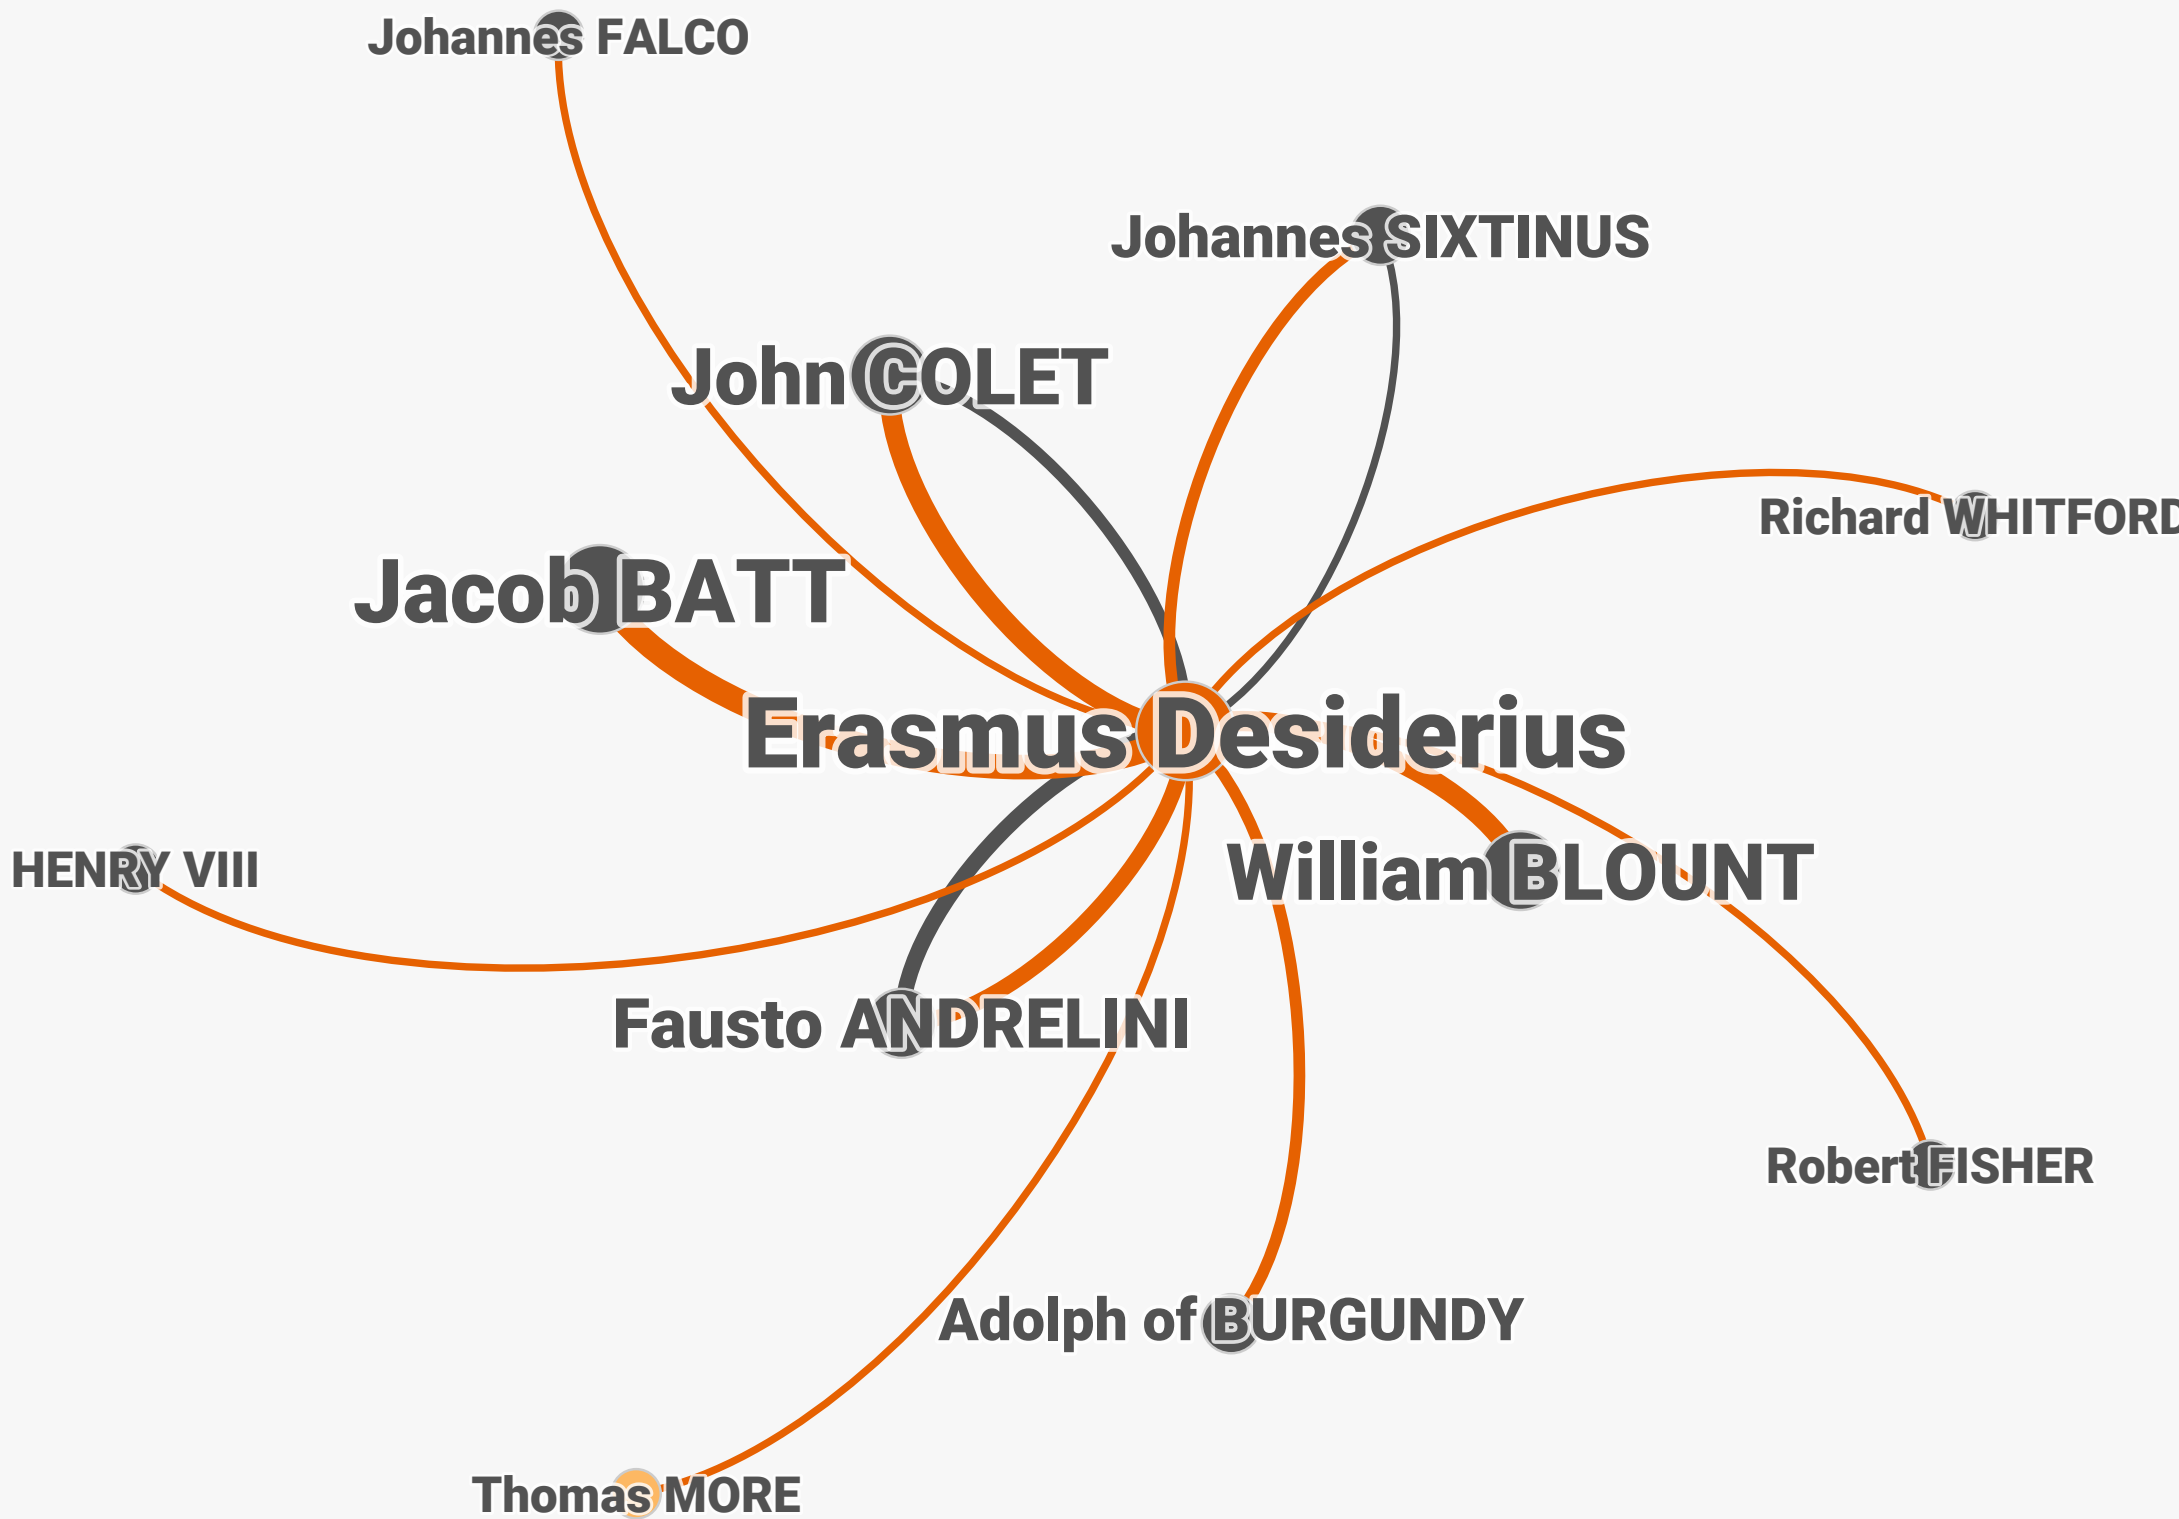 Johannes FALCO
Johannes SIXTINUS
John COLET
Richard WHITFORD
Jacob BATT
Erasmus Desiderius
HENRY VIII
William BLOUNT
Fausto ANDRELINI
Robert FISHER
Adolph of BURGUNDY
Thomas MORE